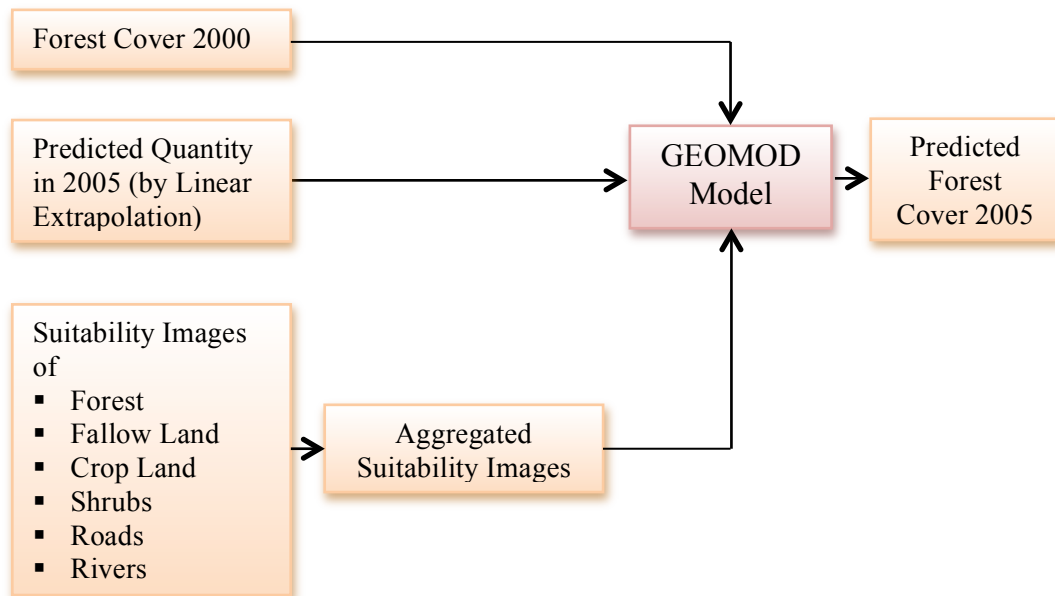 Forest Cover 2000
Predicted Quantity
in 2005 (by Linear
Extrapolation)
GEOMOD
Model
Predicted
Forest
Cover 2005
Suitability Images
of
▪ Forest
▪ Fallow Land
▪ Crop Land
▪ Shrubs
▪ Roads
▪ Rivers
Aggregated
Suitability Images